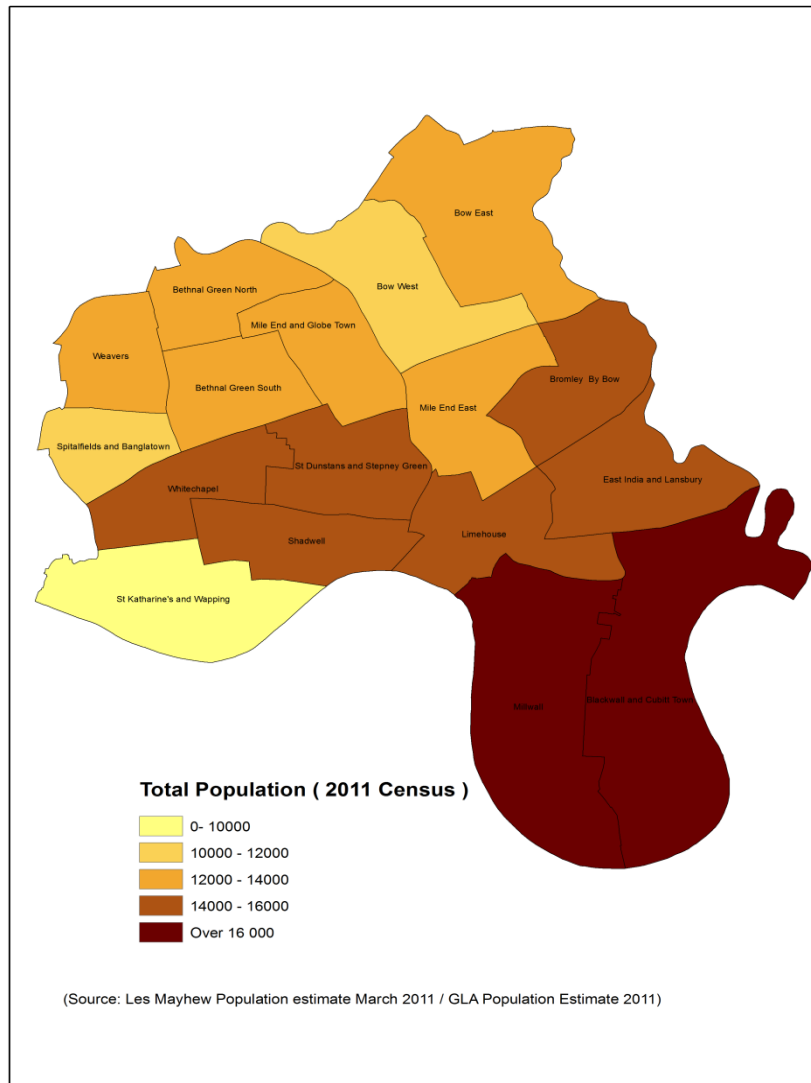 Bow East
Bow West
Bethnal Green North
Mile End and Globe Town
Weavers
Bethnal Green South
Bromley By Bow
Mile End East
Spitalfields and Banglatown
St Dunstans and Stepney Green
East India and Lansbury
Whitechapel
Limehouse
Shadwell
St Katharine's and Wapping
Millwall
Blackwall and Cubitt Town
Total Population ( 2011 Census )
0- 10000
10000 - 12000
12000 - 14000
14000 - 16000
Over 16 000
(Source: Les Mayhew Population estimate March 2011 / GLA Population Estimate 2011)